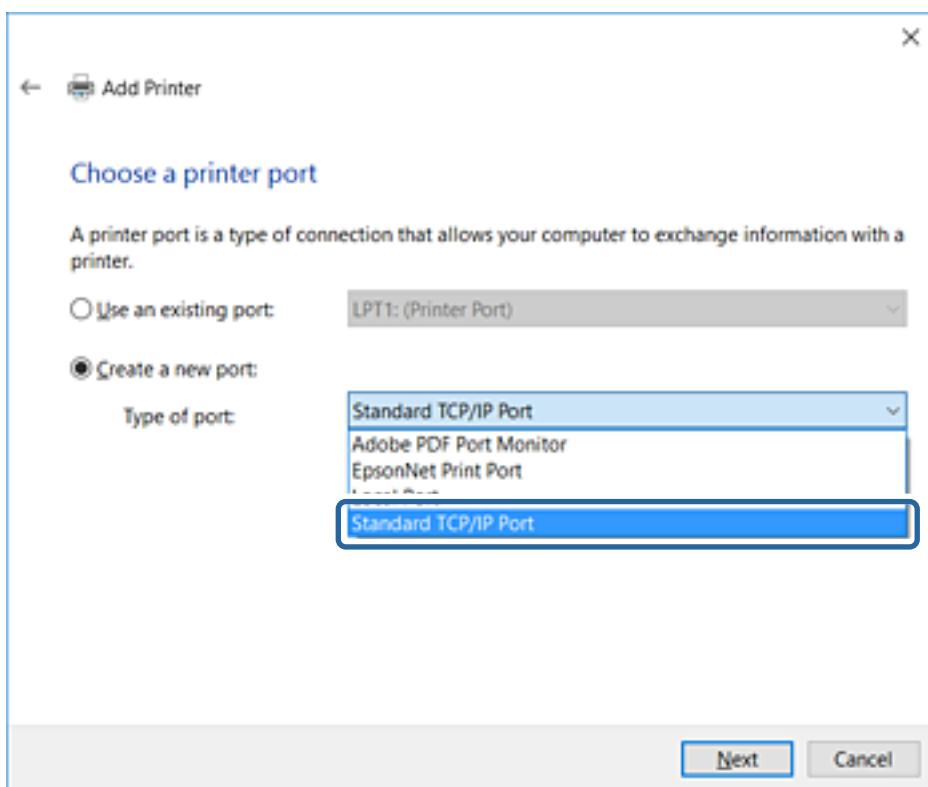 Add Printer
Choose a printer port
A printer port is a type of connection that allows your computer to exchange information with a
printer.
Use an existing port:
LPT1: (Printer Port)
Create a new port:
Type of port:
Standard TCP/IP Port
Adobe PDF Port Monitor
EpsonNet Print Port
Local Port
Standard TCP/IP Port
Next
Cancel